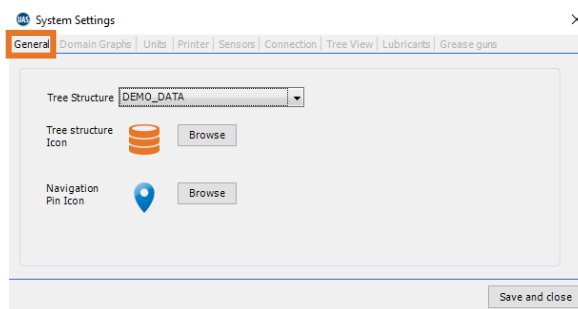 UAS System Settings
General Domain Graphs Units Printer Sensors Connection Tree View Lubricants Grease guns
Tree Structure DEMO_DATA
Tree structure
Icon
Browse
Navigation
Pin Icon
Browse
Save and close